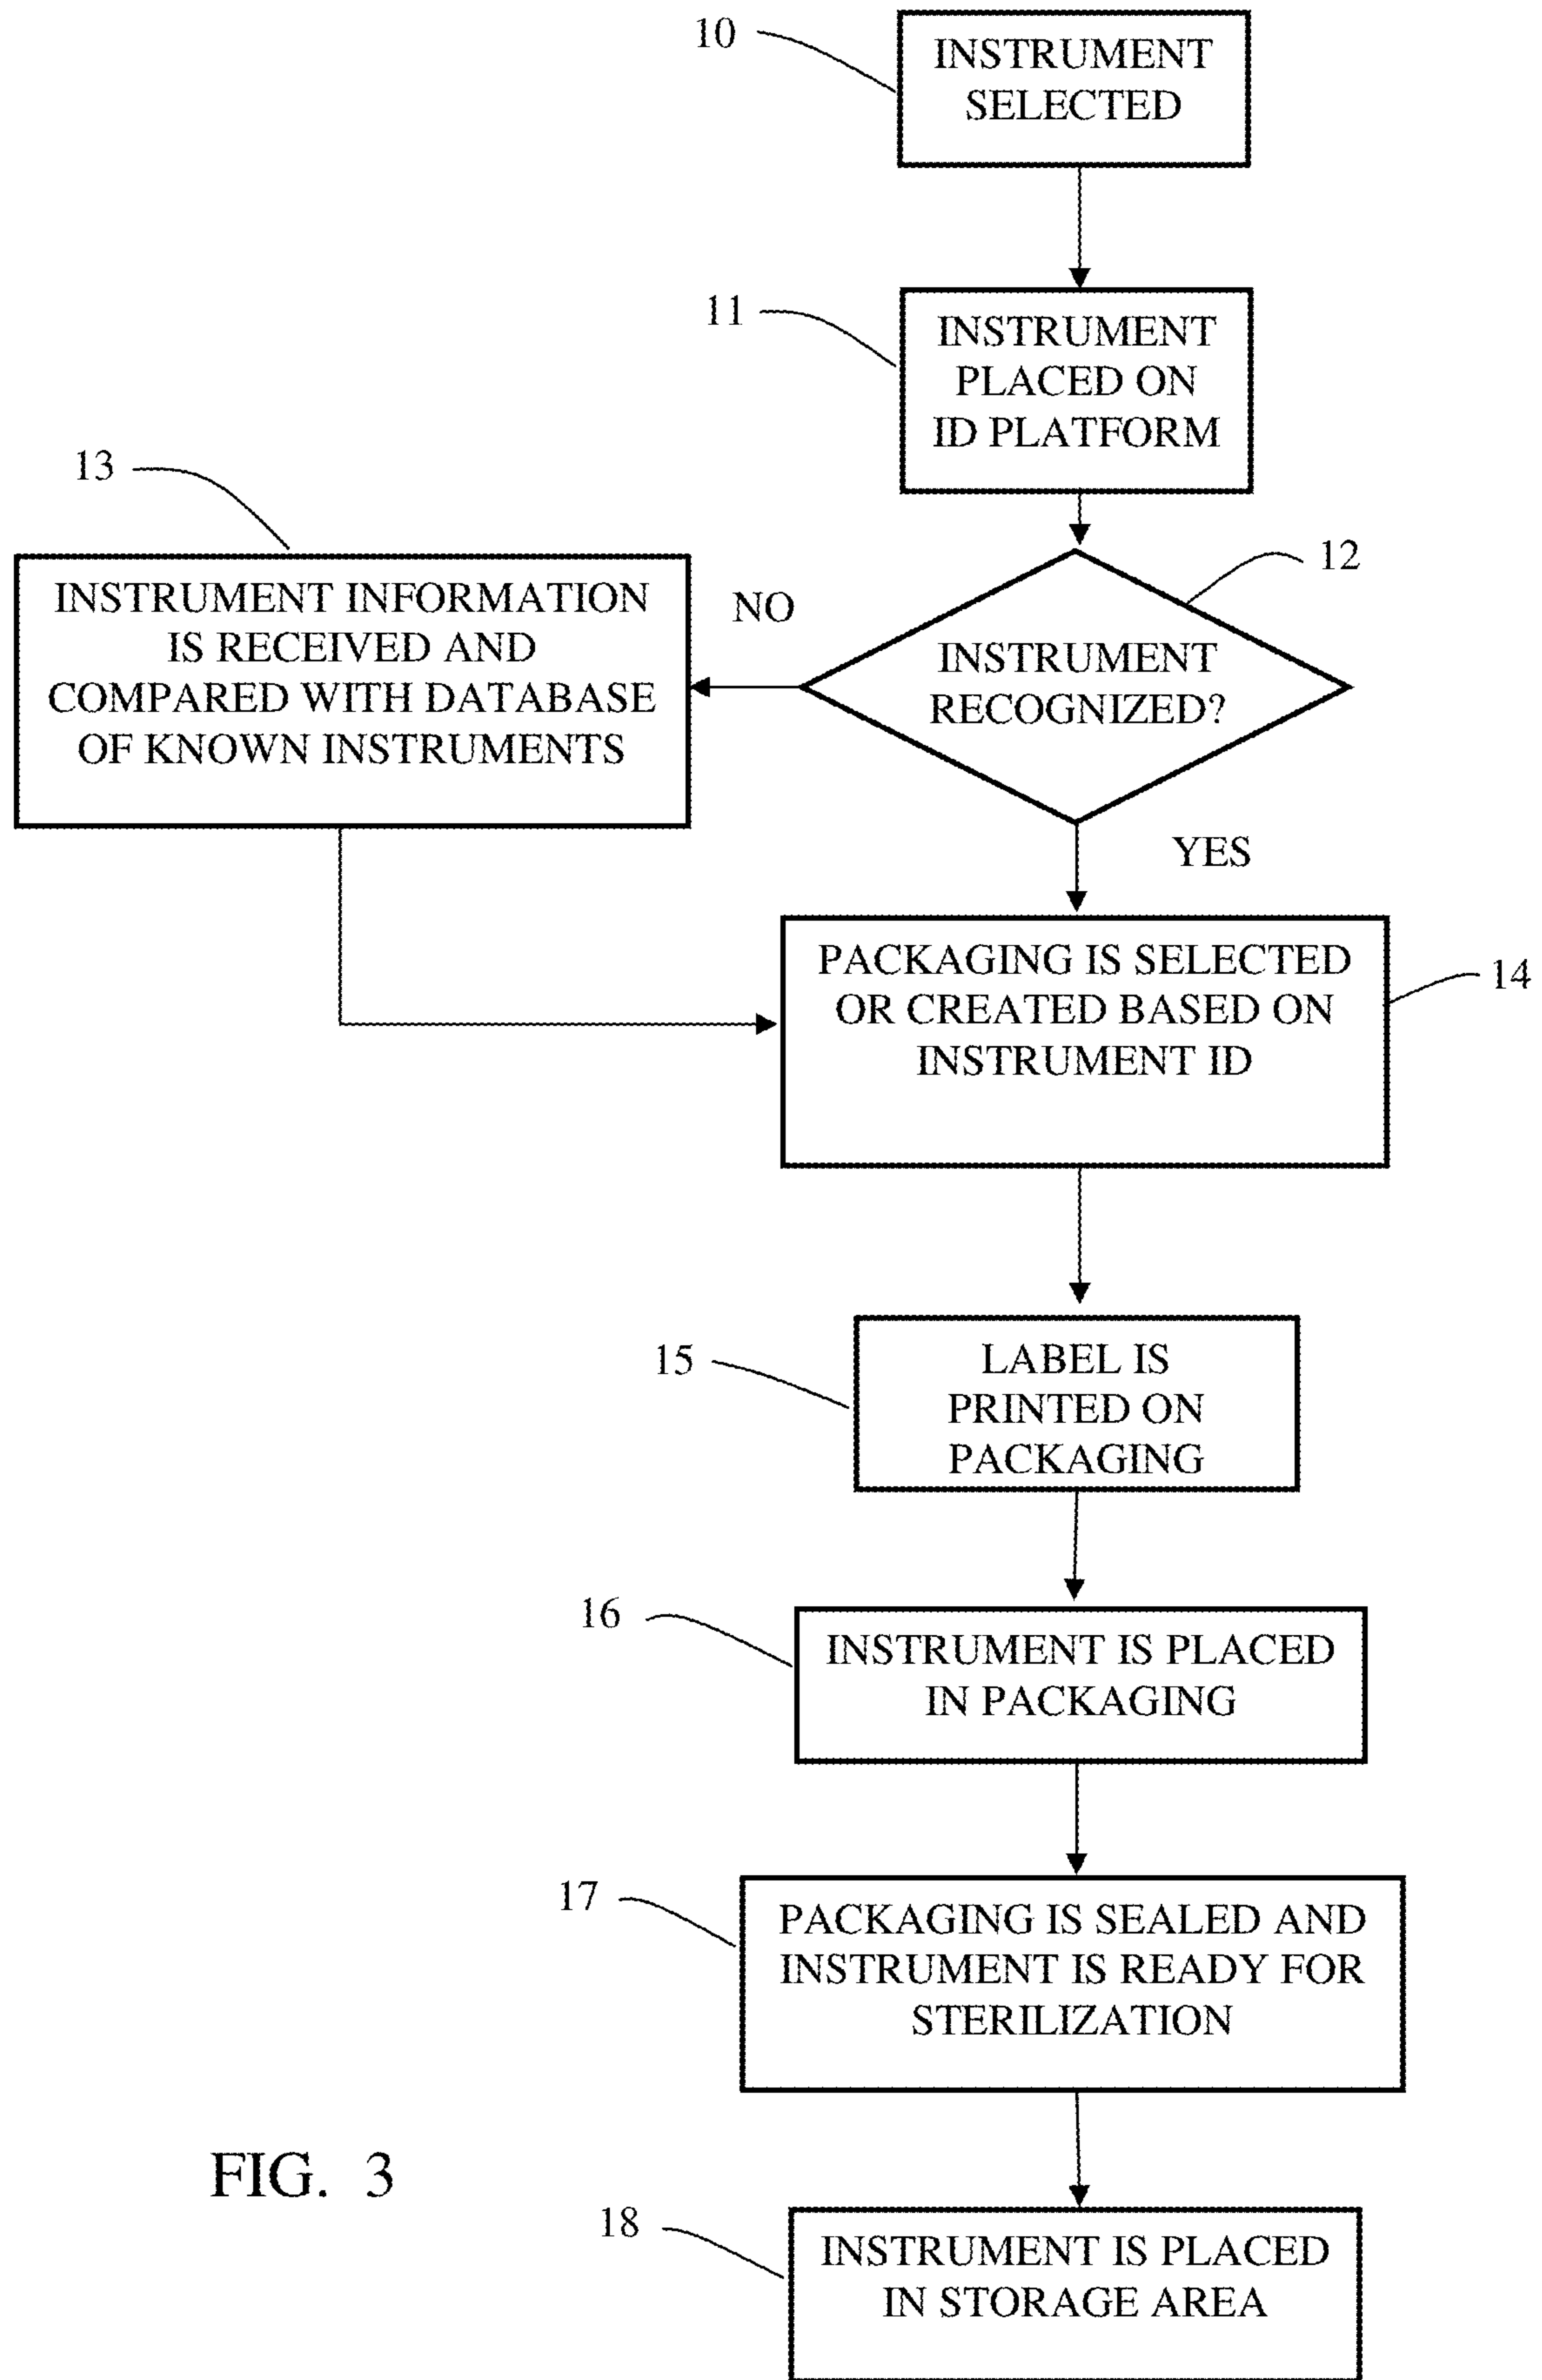 10
INSTRUMENT
SELECTED
11
INSTRUMENT
PLACED ON
ID PLATFORM
12
INSTRUMENT
RECOGNIZED?
NO
13
INSTRUMENT INFORMATION
IS RECEIVED AND
COMPARED WITH DATABASE
OF KNOWN INSTRUMENTS
YES
14
PACKAGING IS SELECTED
OR CREATED BASED ON
INSTRUMENT ID
15
LABEL IS
PRINTED ON
PACKAGING
16
INSTRUMENT IS PLACED
IN PACKAGING
17
PACKAGING IS SEALED AND
INSTRUMENT IS READY FOR
STERILIZATION
18
INSTRUMENT IS PLACED
IN STORAGE AREA
FIG. 3